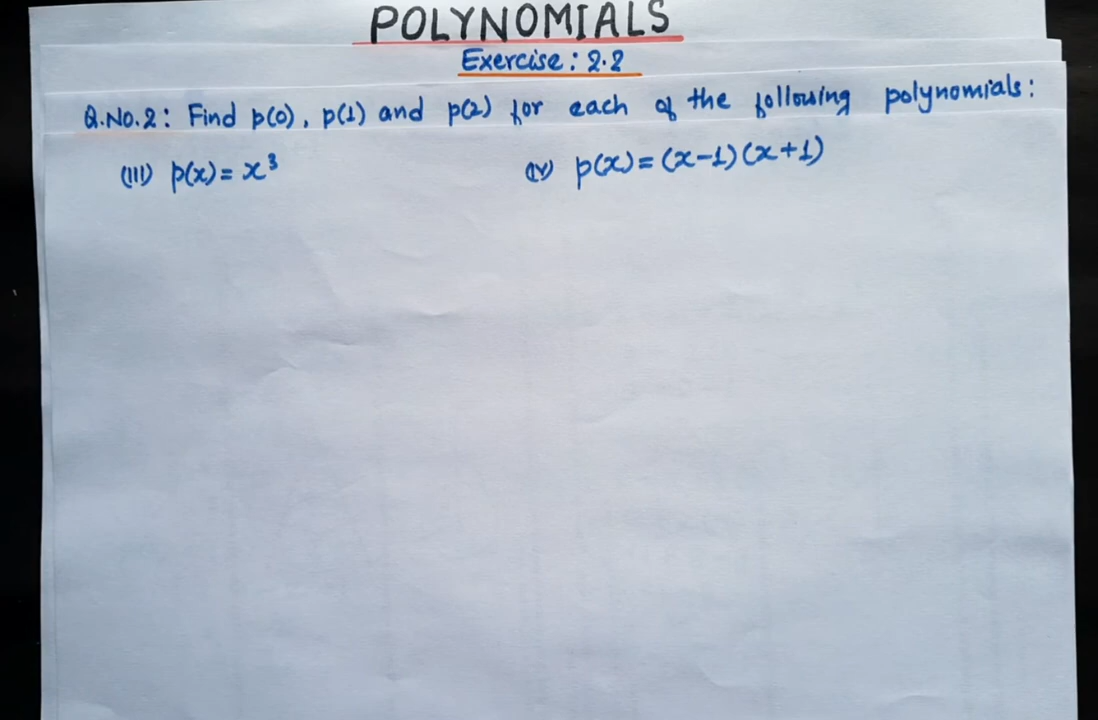 POLYNOMIALS
Exercise: 2.2
Q.No.2: Find p(0), p(1) and p(2) for each of the following polynomials:
(III) p(x) = x³ (IV) p(x) = (x-1)(x+1)